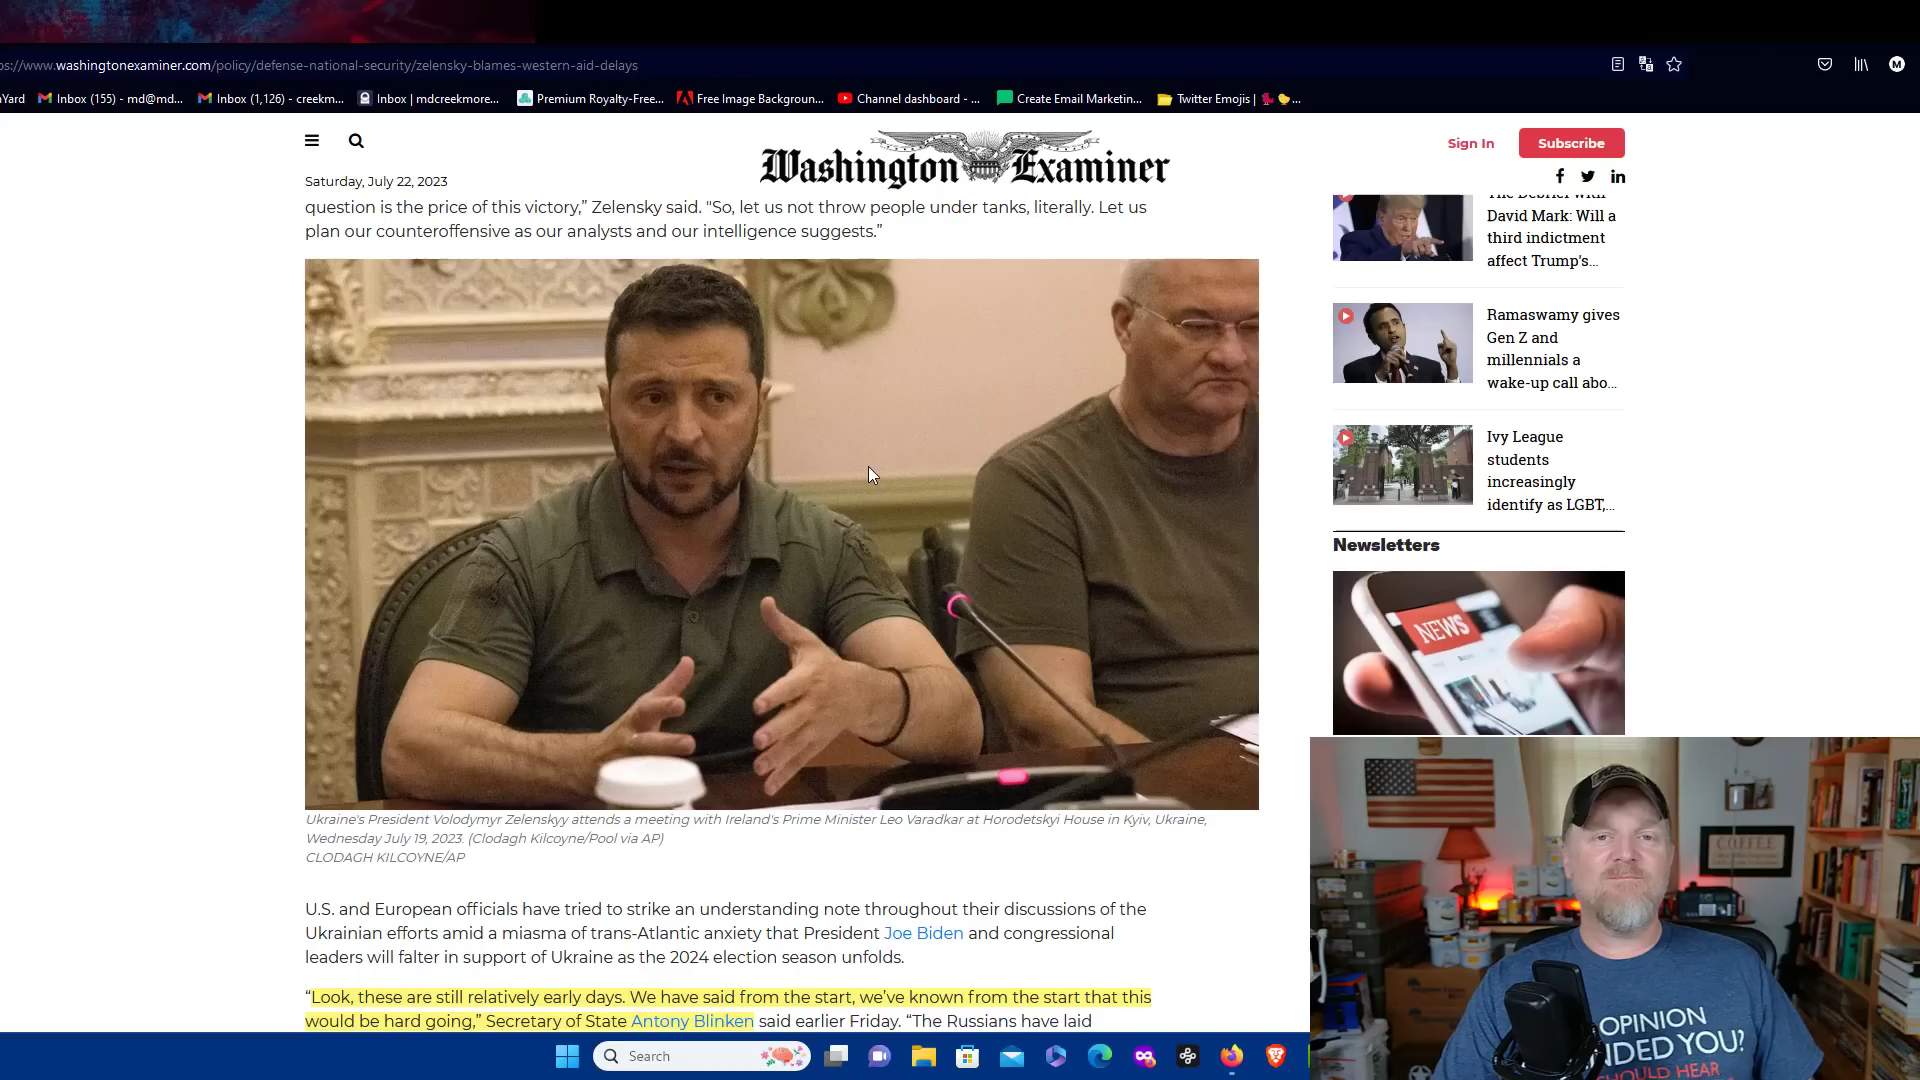 ps://www.washingtonexaminer.com/policy/defense-national-security/zelensky-blames-western-aid-delays
Yard
Inbox (155) - md@md...
Inbox (1,126) - creekm...
Inbox | mdcreekmore...
Premium Royalty-Free...
Free Image Backgroun...
Channel dashboard - ...
Create Email Marketin...
Twitter Emojis | ...
M
Washington Examiner
Sign In
Subscribe
Saturday, July 22, 2023
question is the price of this victory,” Zelensky said. "So, let us not throw people under tanks, literally. Let us
plan our counteroffensive as our analysts and our intelligence suggests.”
Ukraine's President Volodymyr Zelenskyy attends a meeting with Ireland's Prime Minister Leo Varadkar at Horodetskyi House in Kyiv, Ukraine,
Wednesday July 19, 2023. (Clodagh Kilcoyne/Pool via AP)
CLODAGH KILCOYNE/AP
U.S. and European officials have tried to strike an understanding note throughout their discussions of the
Ukrainian efforts amid a miasma of trans-Atlantic anxiety that President Joe Biden and congressional
leaders will falter in support of Ukraine as the 2024 election season unfolds.
“Look, these are still relatively early days. We have said from the start, we’ve known from the start that this
would be hard going,” Secretary of State Antony Blinken said earlier Friday. “The Russians have laid
The Debrief with
David Mark: Will a
third indictment
affect Trump's...
Ramaswamy gives
Gen Z and
millennials a
wake-up call abo...
Ivy League
students
increasingly
identify as LGBT,...
Newsletters
NEWS
COFFEE
OPINION
NDED YOU?
SHOULD HEAR
Search